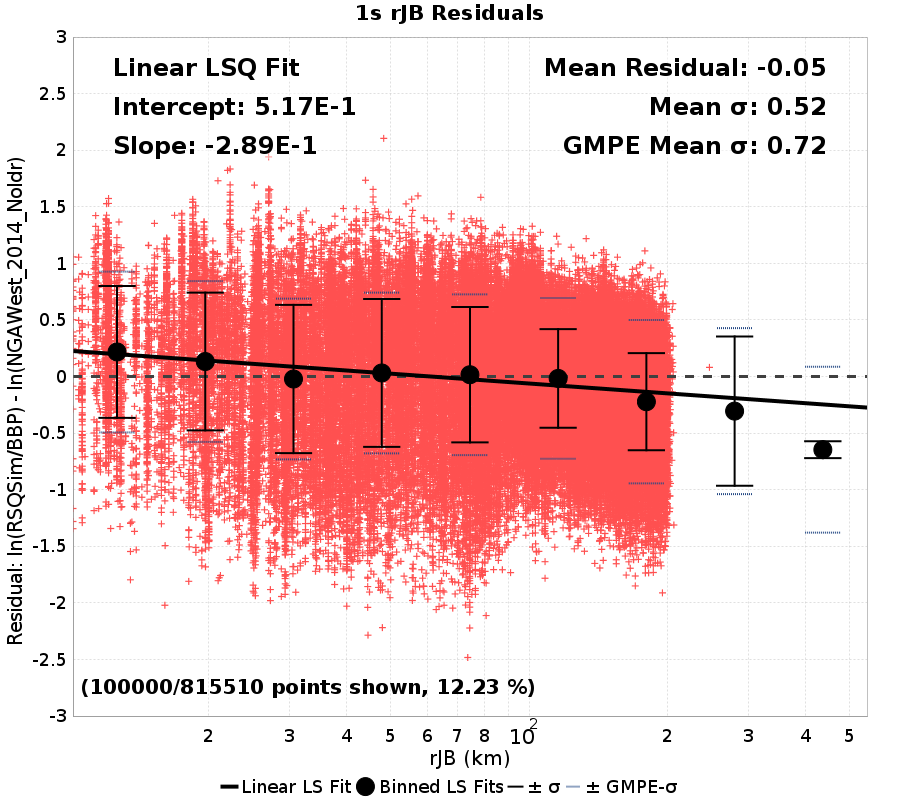 1s rJB Residuals
Linear LSQ Fit
Intercept: 5.17E-1
Slope: -2.89E-1
Mean Residual: -0.05
Mean σ: 0.52
GMPE Mean σ: 0.72
Residual: ln(RSQSim/BBP) - ln(NGAWest_2014_NoIdr)
3
2.5
2
1.5
1
0.5
0
-0.5
-1
-1.5
-2
-2.5
-3
(100000/815510 points shown, 12.23 %)
2 3 4 5 6 7 8 10^2 2 3 4 5
rJB (km)
Linear LS Fit Binned LS Fits ± σ ± GMPE-σ